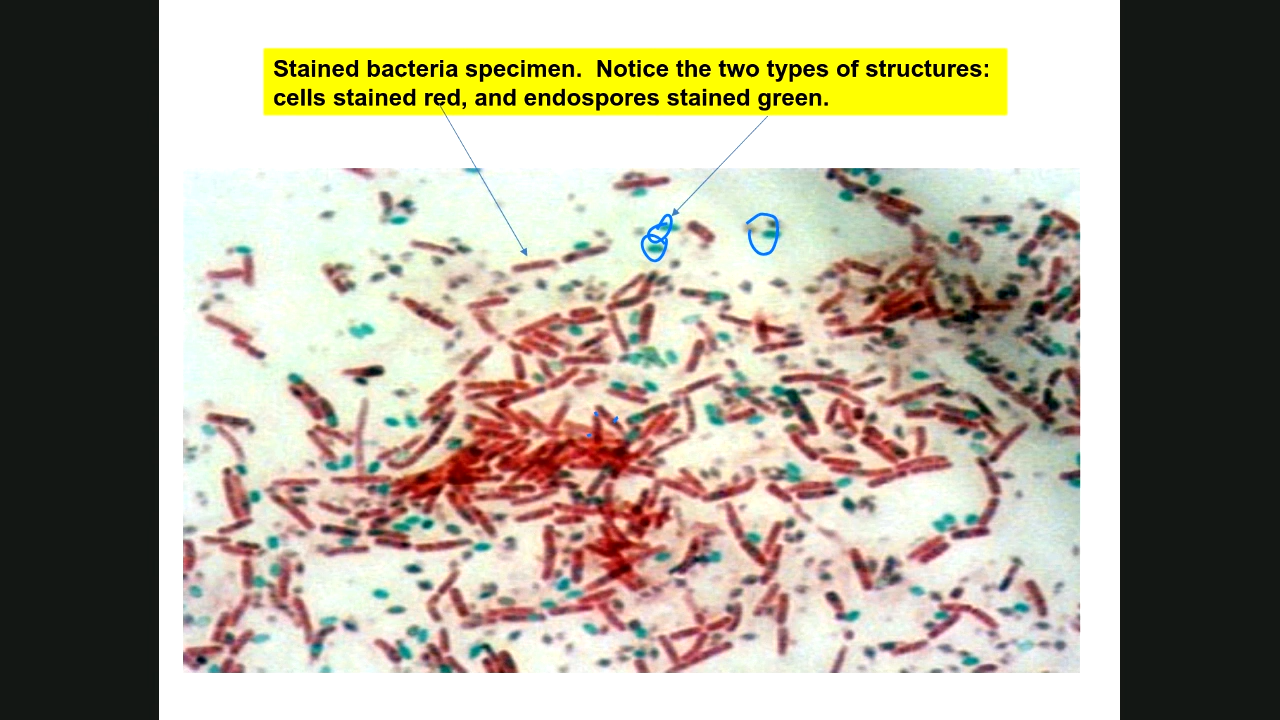 Stained bacteria specimen.  Notice the two types of structures:
cells stained red, and endospores stained green.